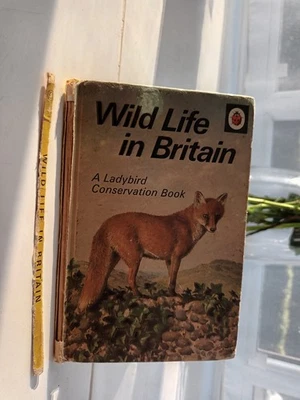 Wild Life
in Britain
A Ladybird
Conservation Book
WILD LIFE IN BRITAIN